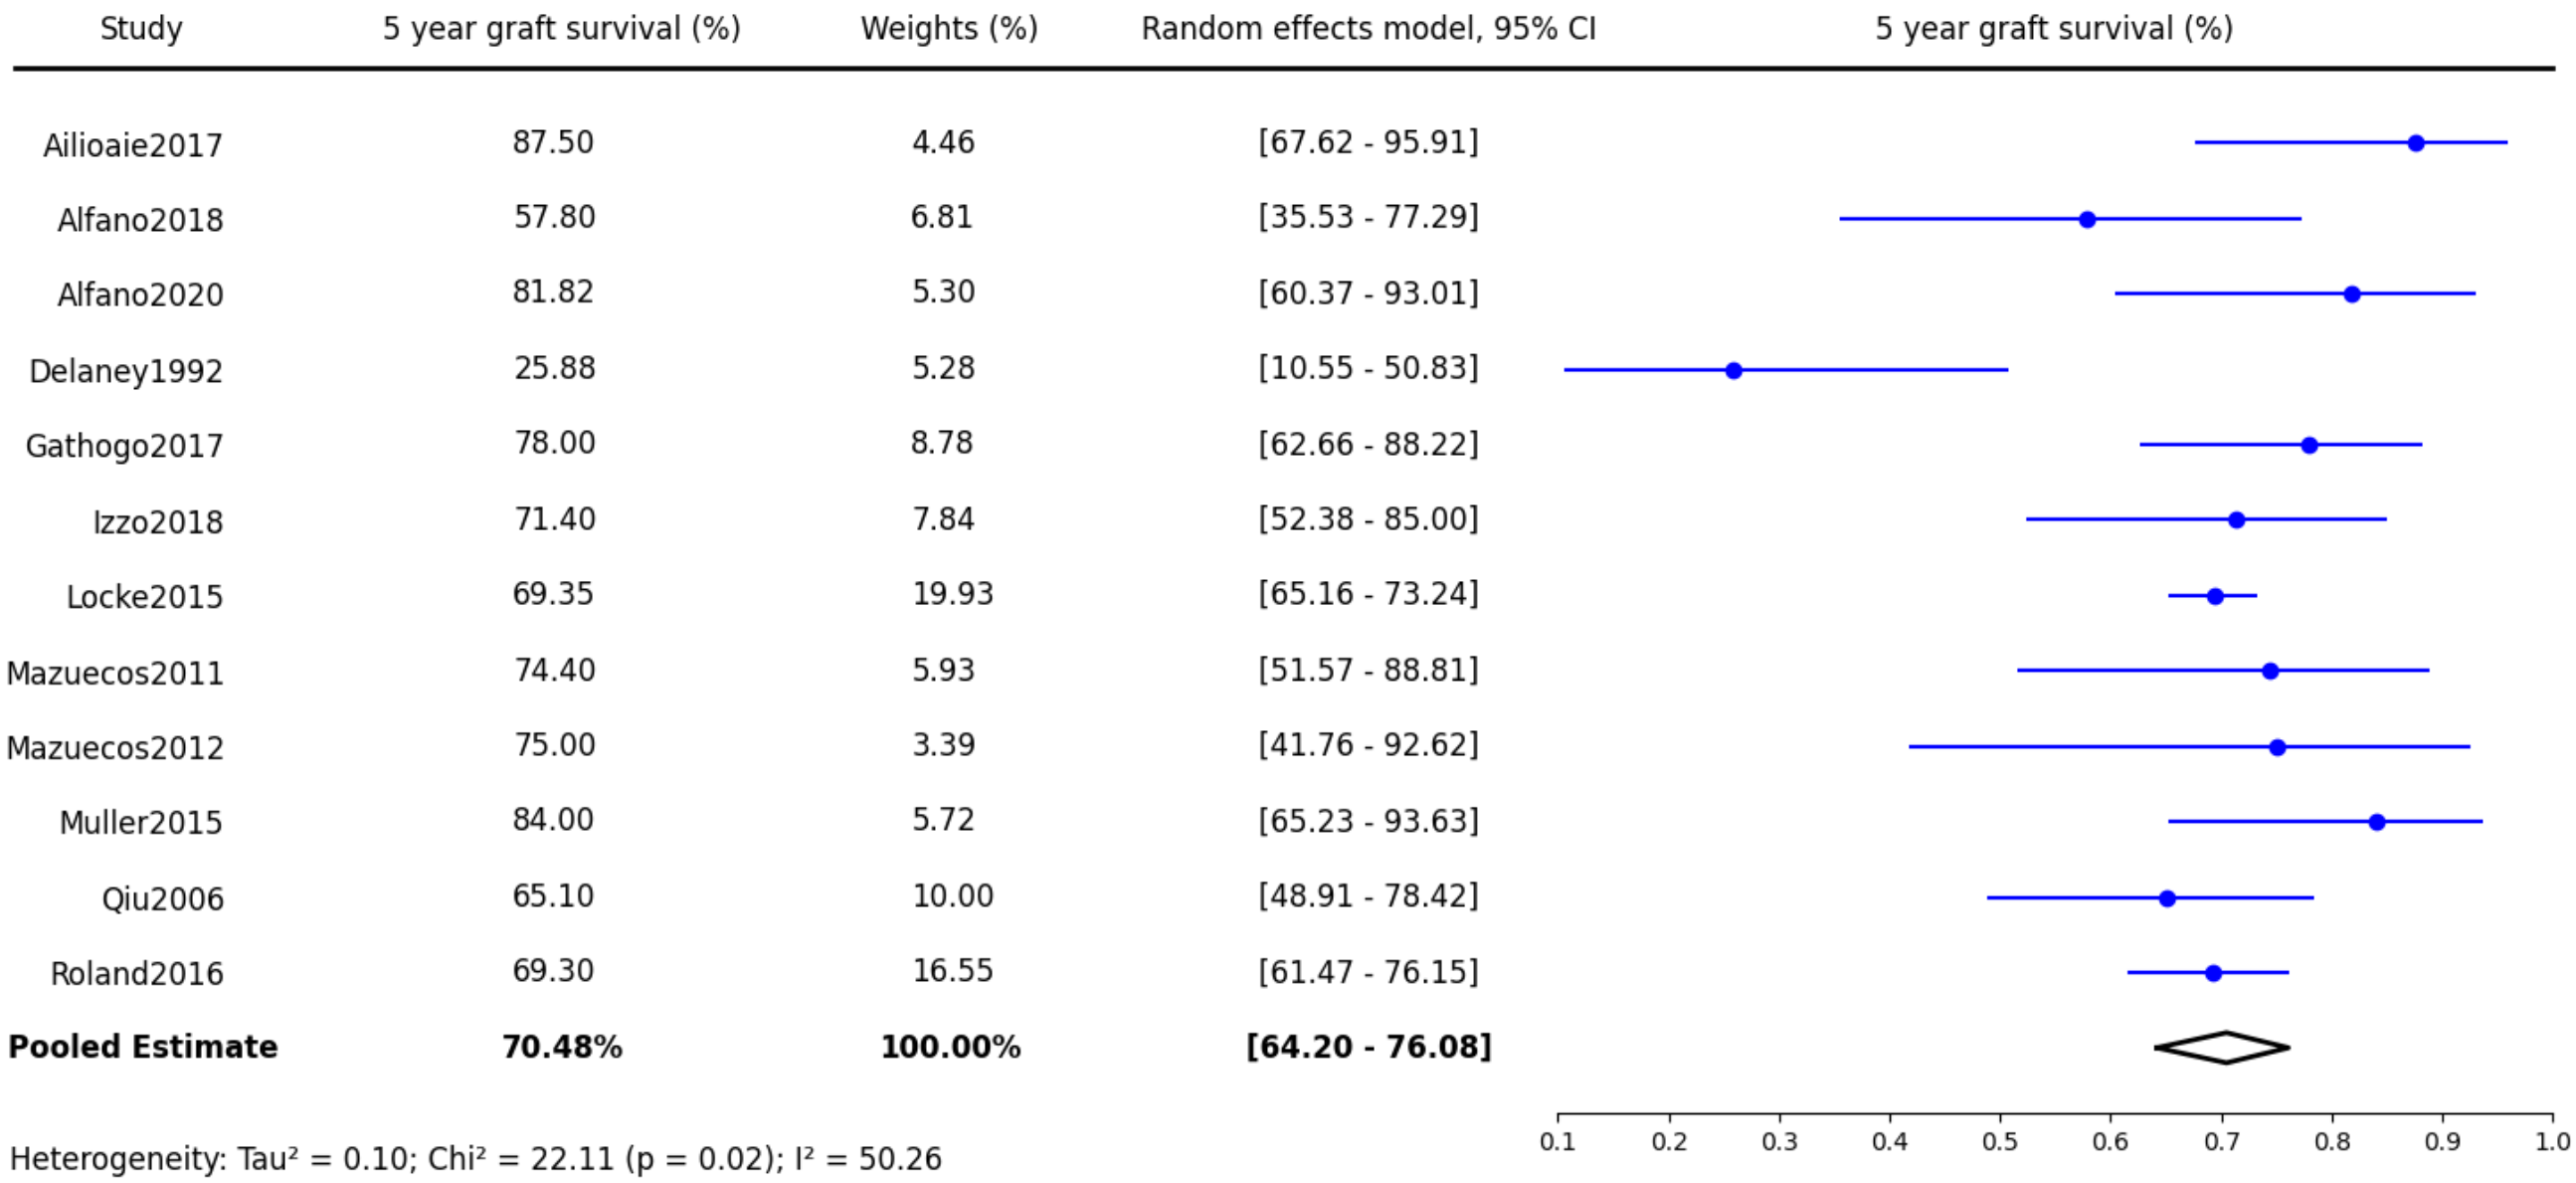 Study 5 year graft survival (%) Weights (%) Random effects model, 95% CI 5 year graft survival (%)
Ailioaie2017 87.50 4.46 [67.62 - 95.91]
Alfano2018 57.80 6.81 [35.53 - 77.29]
Alfano2020 81.82 5.30 [60.37 - 93.01]
Delaney1992 25.88 5.28 [10.55 - 50.83]
Gathogo2017 78.00 8.78 [62.66 - 88.22]
Izzo2018 71.40 7.84 [52.38 - 85.00]
Locke2015 69.35 19.93 [65.16 - 73.24]
Mazuecos2011 74.40 5.93 [51.57 - 88.81]
Mazuecos2012 75.00 3.39 [41.76 - 92.62]
Muller2015 84.00 5.72 [65.23 - 93.63]
Qiu2006 65.10 10.00 [48.91 - 78.42]
Roland2016 69.30 16.55 [61.47 - 76.15]
Pooled Estimate 70.48% 100.00% [64.20 - 76.08]
0.1 0.2 0.3 0.4 0.5 0.6 0.7 0.8 0.9 1.0
Heterogeneity: Tau² = 0.10; Chi² = 22.11 (p = 0.02); I² = 50.26